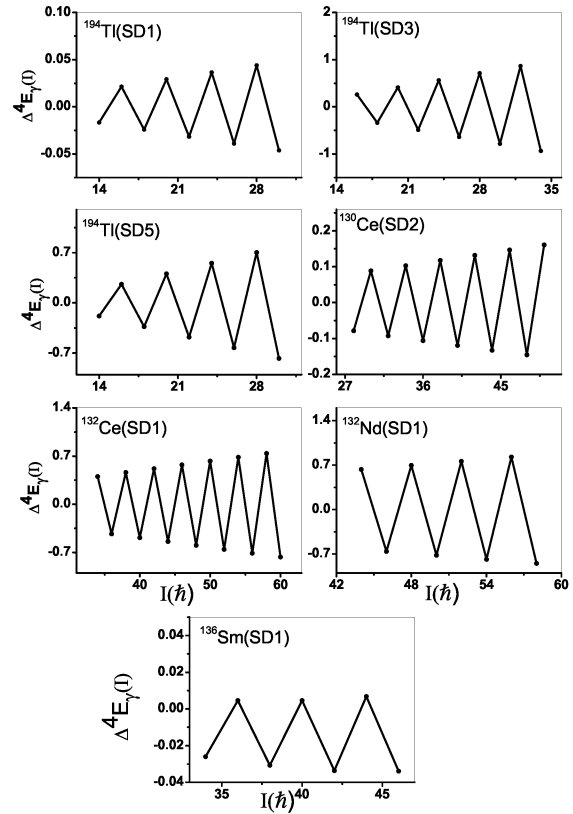 0.10
0.05
0.00
-0.05
Δ⁴Eγ(I)
¹⁹⁴Tl(SD1)
14 21 28
2
1
0
-1
¹⁹⁴Tl(SD3)
14 21 28 35
0.7
0.0
-0.7
Δ⁴Eγ(I)
¹⁹⁴Tl(SD5)
14 21 28
0.2
0.1
0.0
-0.1
-0.2
¹³⁰Ce(SD2)
27 36 45
1.4
0.7
0.0
-0.7
Δ⁴Eγ(I)
¹³²Ce(SD1)
40 50 60
I(ℏ)
1.4
0.7
0.0
-0.7
¹³²Nd(SD1)
42 48 54 60
I(ℏ)
0.04
0.02
0.00
-0.02
-0.04
Δ⁴Eγ(I)
¹³⁶Sm(SD1)
35 40 45
I(ℏ)